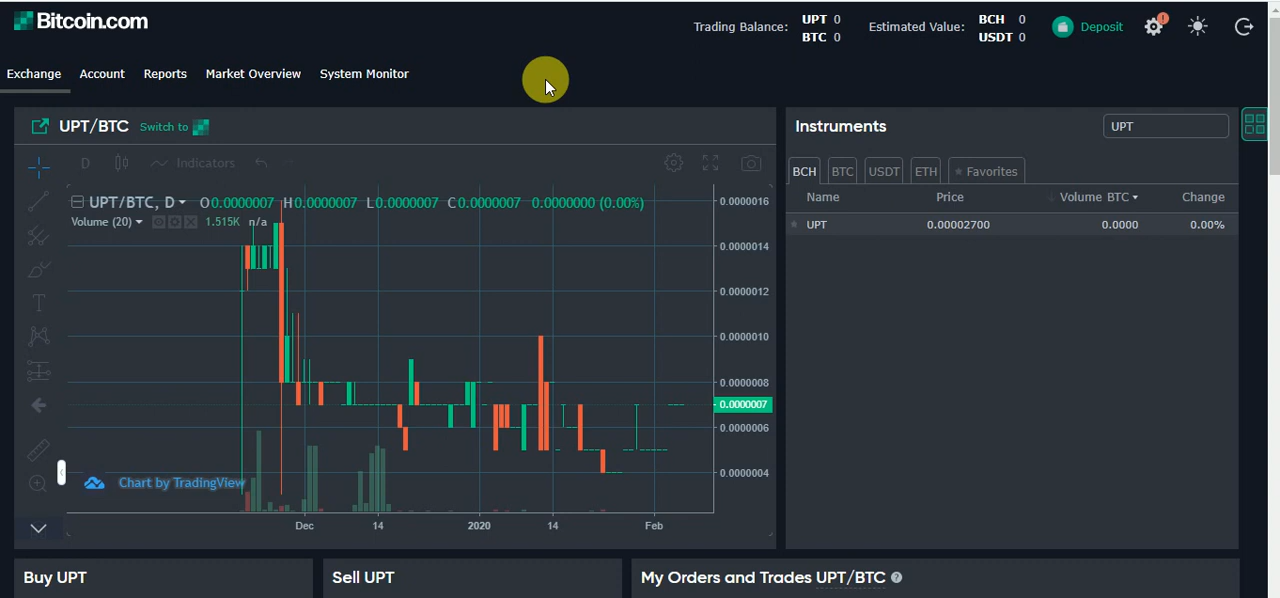 Bitcoin.com
Trading Balance: UPT 0 Estimated Value: BCH 0 Deposit !
BTC 0 USDT 0
Exchange Account Reports Market Overview System Monitor
UPT/BTC Switch to
Instruments UPT
D Indicators
BCH BTC USDT ETH Favorites
UPT/BTC, D O0.0000007 H0.0000007 L0.0000007 C0.0000007 0.0000000 (0.00%)
Volume (20) 1.515K n/a
Name Price Volume BTC Change
UPT 0.00002700 0.0000 0.00%
0.0000016
0.0000014
0.0000012
0.0000010
0.0000008
0.0000007
0.0000006
0.0000004
T
Chart by TradingView
Dec 14 2020 14 Feb
Buy UPT Sell UPT My Orders and Trades UPT/BTC ?